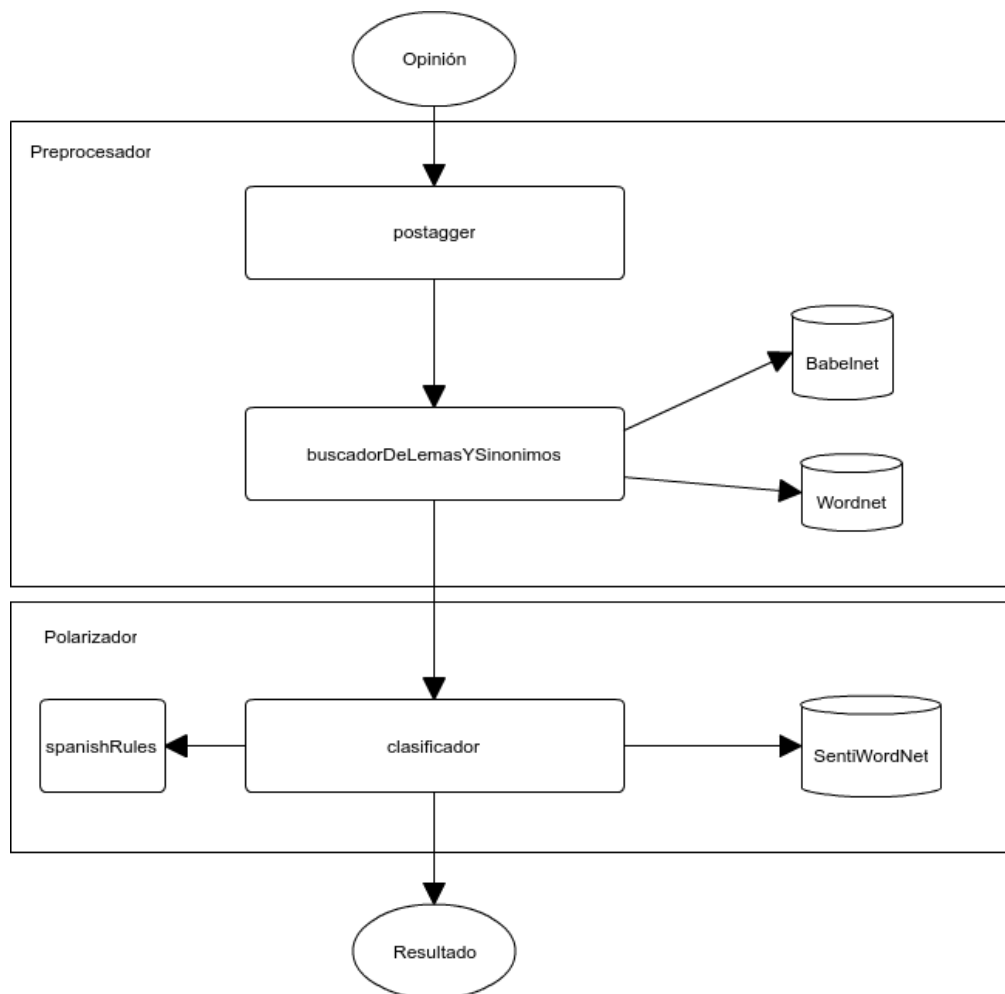 Opinión
Preprocesador
postagger
Babelnet
buscadorDeLemasYSinonimos
Wordnet
Polarizador
spanishRules
clasificador
SentiWordNet
Resultado